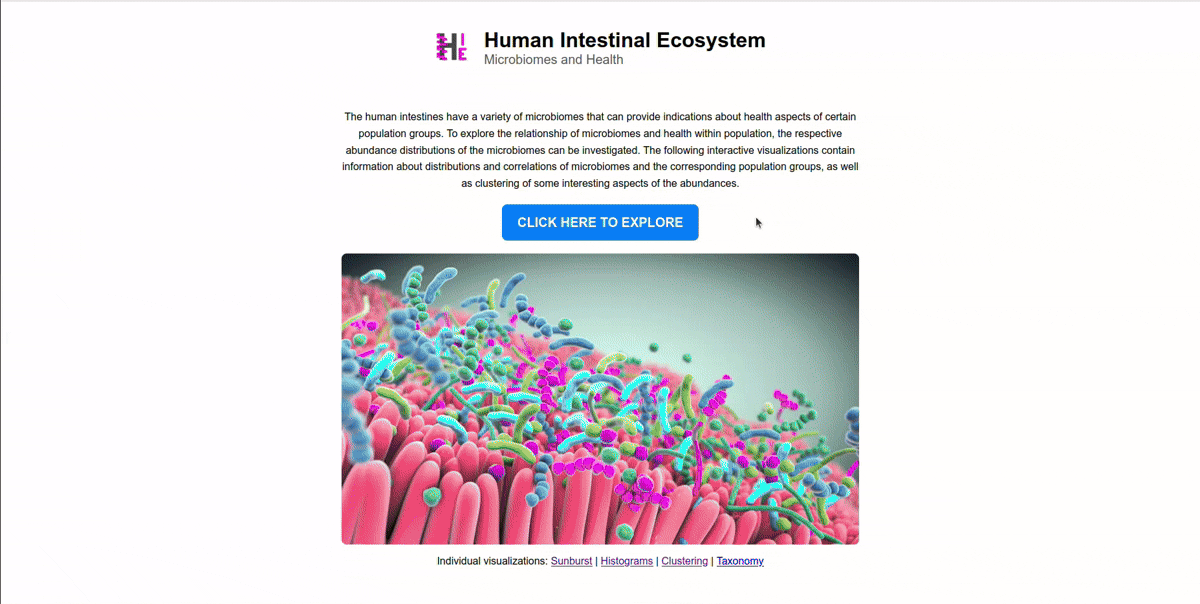 HIE
Human Intestinal Ecosystem
Microbiomes and Health
The human intestines have a variety of microbiomes that can provide indications about health aspects of certain
population groups. To explore the relationship of microbiomes and health within population, the respective
abundance distributions of the microbiomes can be investigated. The following interactive visualizations contain
information about distributions and correlations of microbiomes and the corresponding population groups, as well
as clustering of some interesting aspects of the abundances.
CLICK HERE TO EXPLORE
Individual visualizations: Sunburst | Histograms | Clustering | Taxonomy